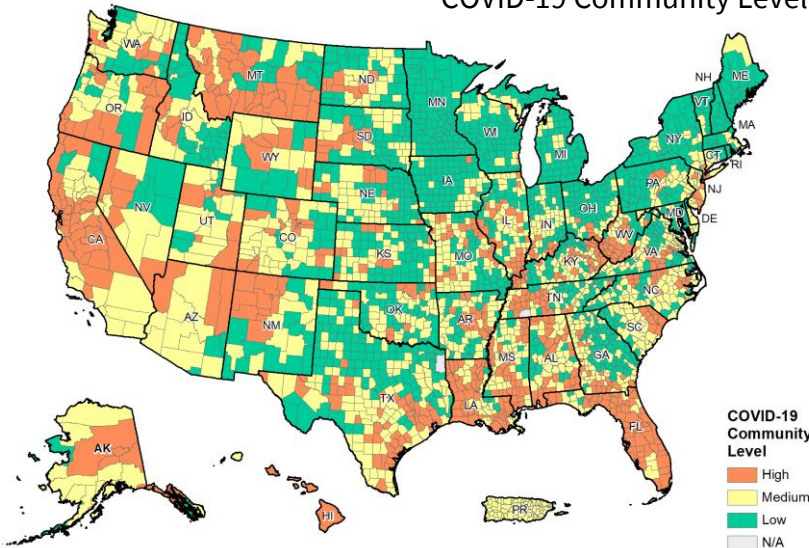 COVID-19 Community Level
WA
MT
ND
MN
ME
NH
VT
OR
ID
SD
WI
MI
NY
MA
WY
CT
RI
NE
IA
PA
NJ
NV
UT
CO
IL
IN
OH
MD
DE
CA
KS
MO
WV
VA
KY
AZ
NM
OK
AR
TN
NC
SC
MS
AL
GA
TX
LA
FL
AK
HI
PR
COVID-19
Community
Level
High
Medium
Low
N/A